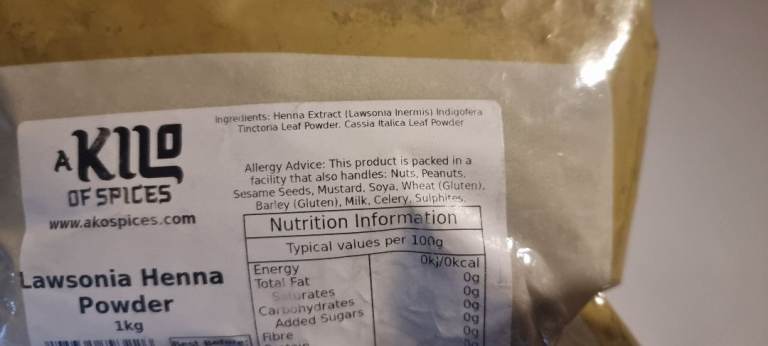 A KILO
OF SPICES
www.akospices.com
Lawsonia Henna
Powder
1kg
Best Before:
Ingredients: Henna Extract (Lawsonia Inermis) Indigofera
Tinctoria Leaf Powder. Cassia Italica Leaf Powder
Allergy Advice: This product is packed in a
facility that also handles: Nuts, Peanuts,
Sesame Seeds, Mustard, Soya, Wheat (Gluten),
Barley (Gluten), Milk, Celery, Sulphites.
Nutrition Information
Typical values per 100g
Energy 0kj/0kcal
Total Fat 0g
Saturates 0g
Carbohydrates 0g
Added Sugars 0g
Fibre 0g